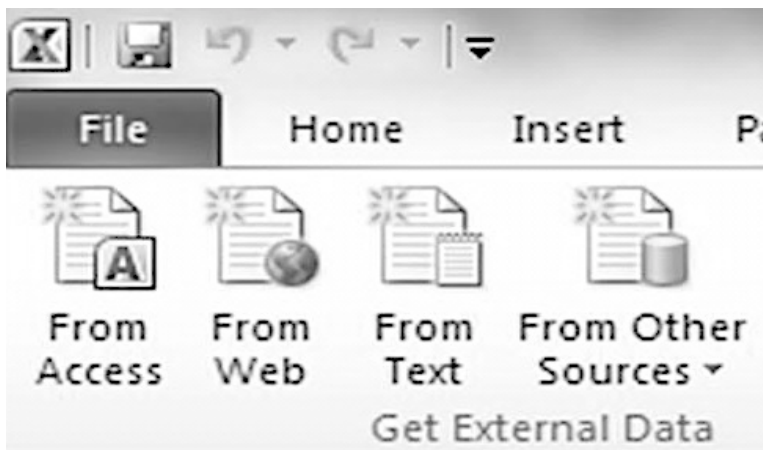 File Home Insert
From Access
From Web
From Text
From Other Sources
Get External Data